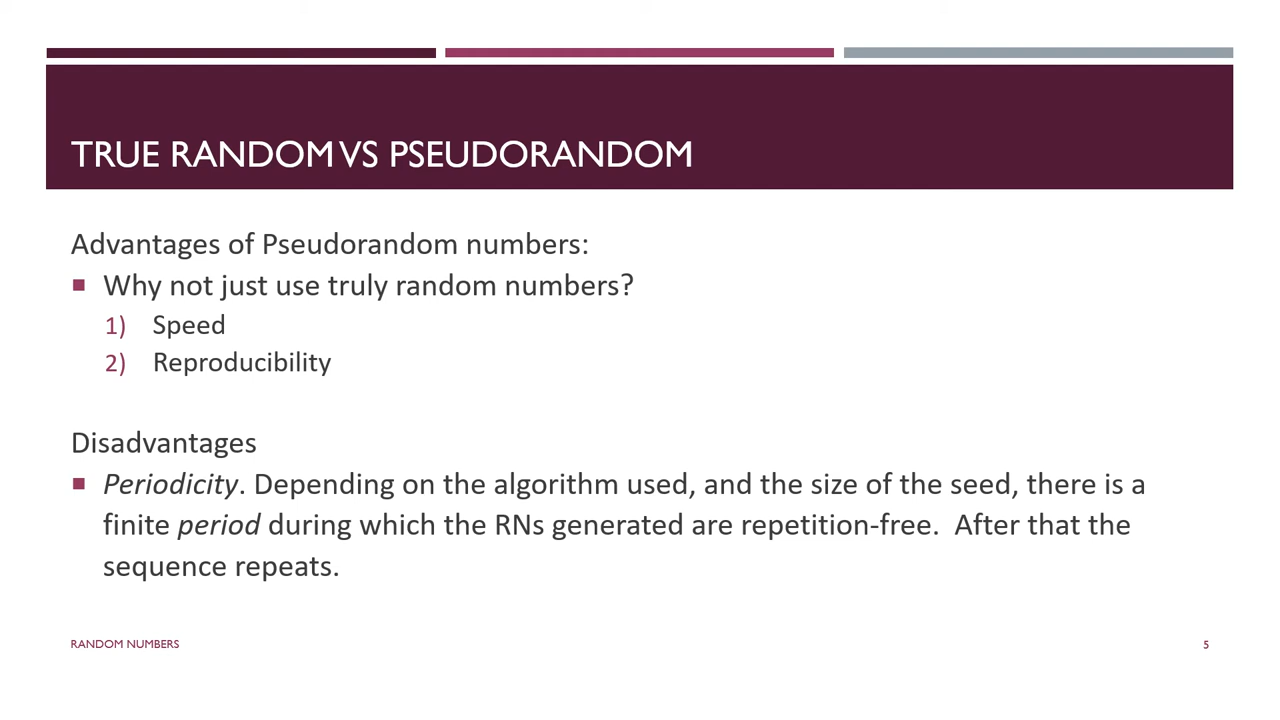 TRUE RANDOM VS PSEUDORANDOM
Advantages of Pseudorandom numbers:
Why not just use truly random numbers?
1) Speed
2) Reproducibility
Disadvantages
Periodicity. Depending on the algorithm used, and the size of the seed, there is a
finite period during which the RNs generated are repetition-free.  After that the
sequence repeats.
RANDOM NUMBERS
5